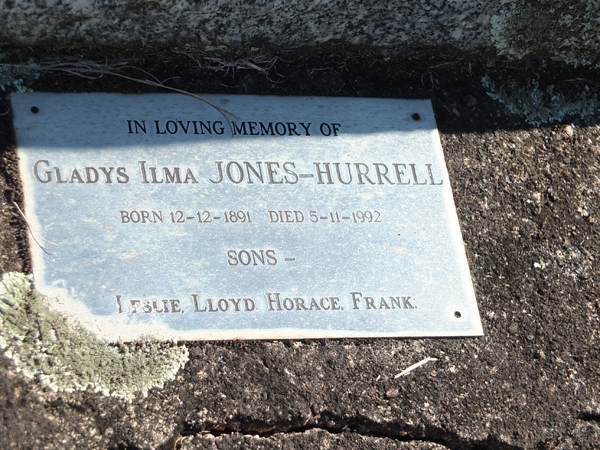 IN LOVING MEMORY OF
GLADYS ILMA JONES-HURRELL
BORN 12-12-1891 DIED 5-11-1992
SONS -
LESLIE, LLOYD, HORACE, FRANK.